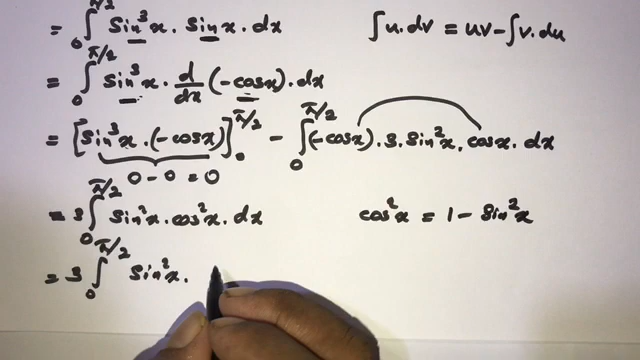 = ∫₀^π/2 Sin³x . Sinx . dx    ∫u.dv = uv - ∫v.du
= ∫₀^π/2 Sin³x . d/dx (-cosx) . dx
= [Sin³x . (-cosx)]₀^π/2 - ∫₀^π/2 (-cosx) . 3 . Sin²x . cosx . dx
0 - 0 = 0
= 3 ∫₀^π/2 Sin²x . cos²x . dx    cos²x = 1 - Sin²x
= 3 ∫₀^π/2 Sin²x .